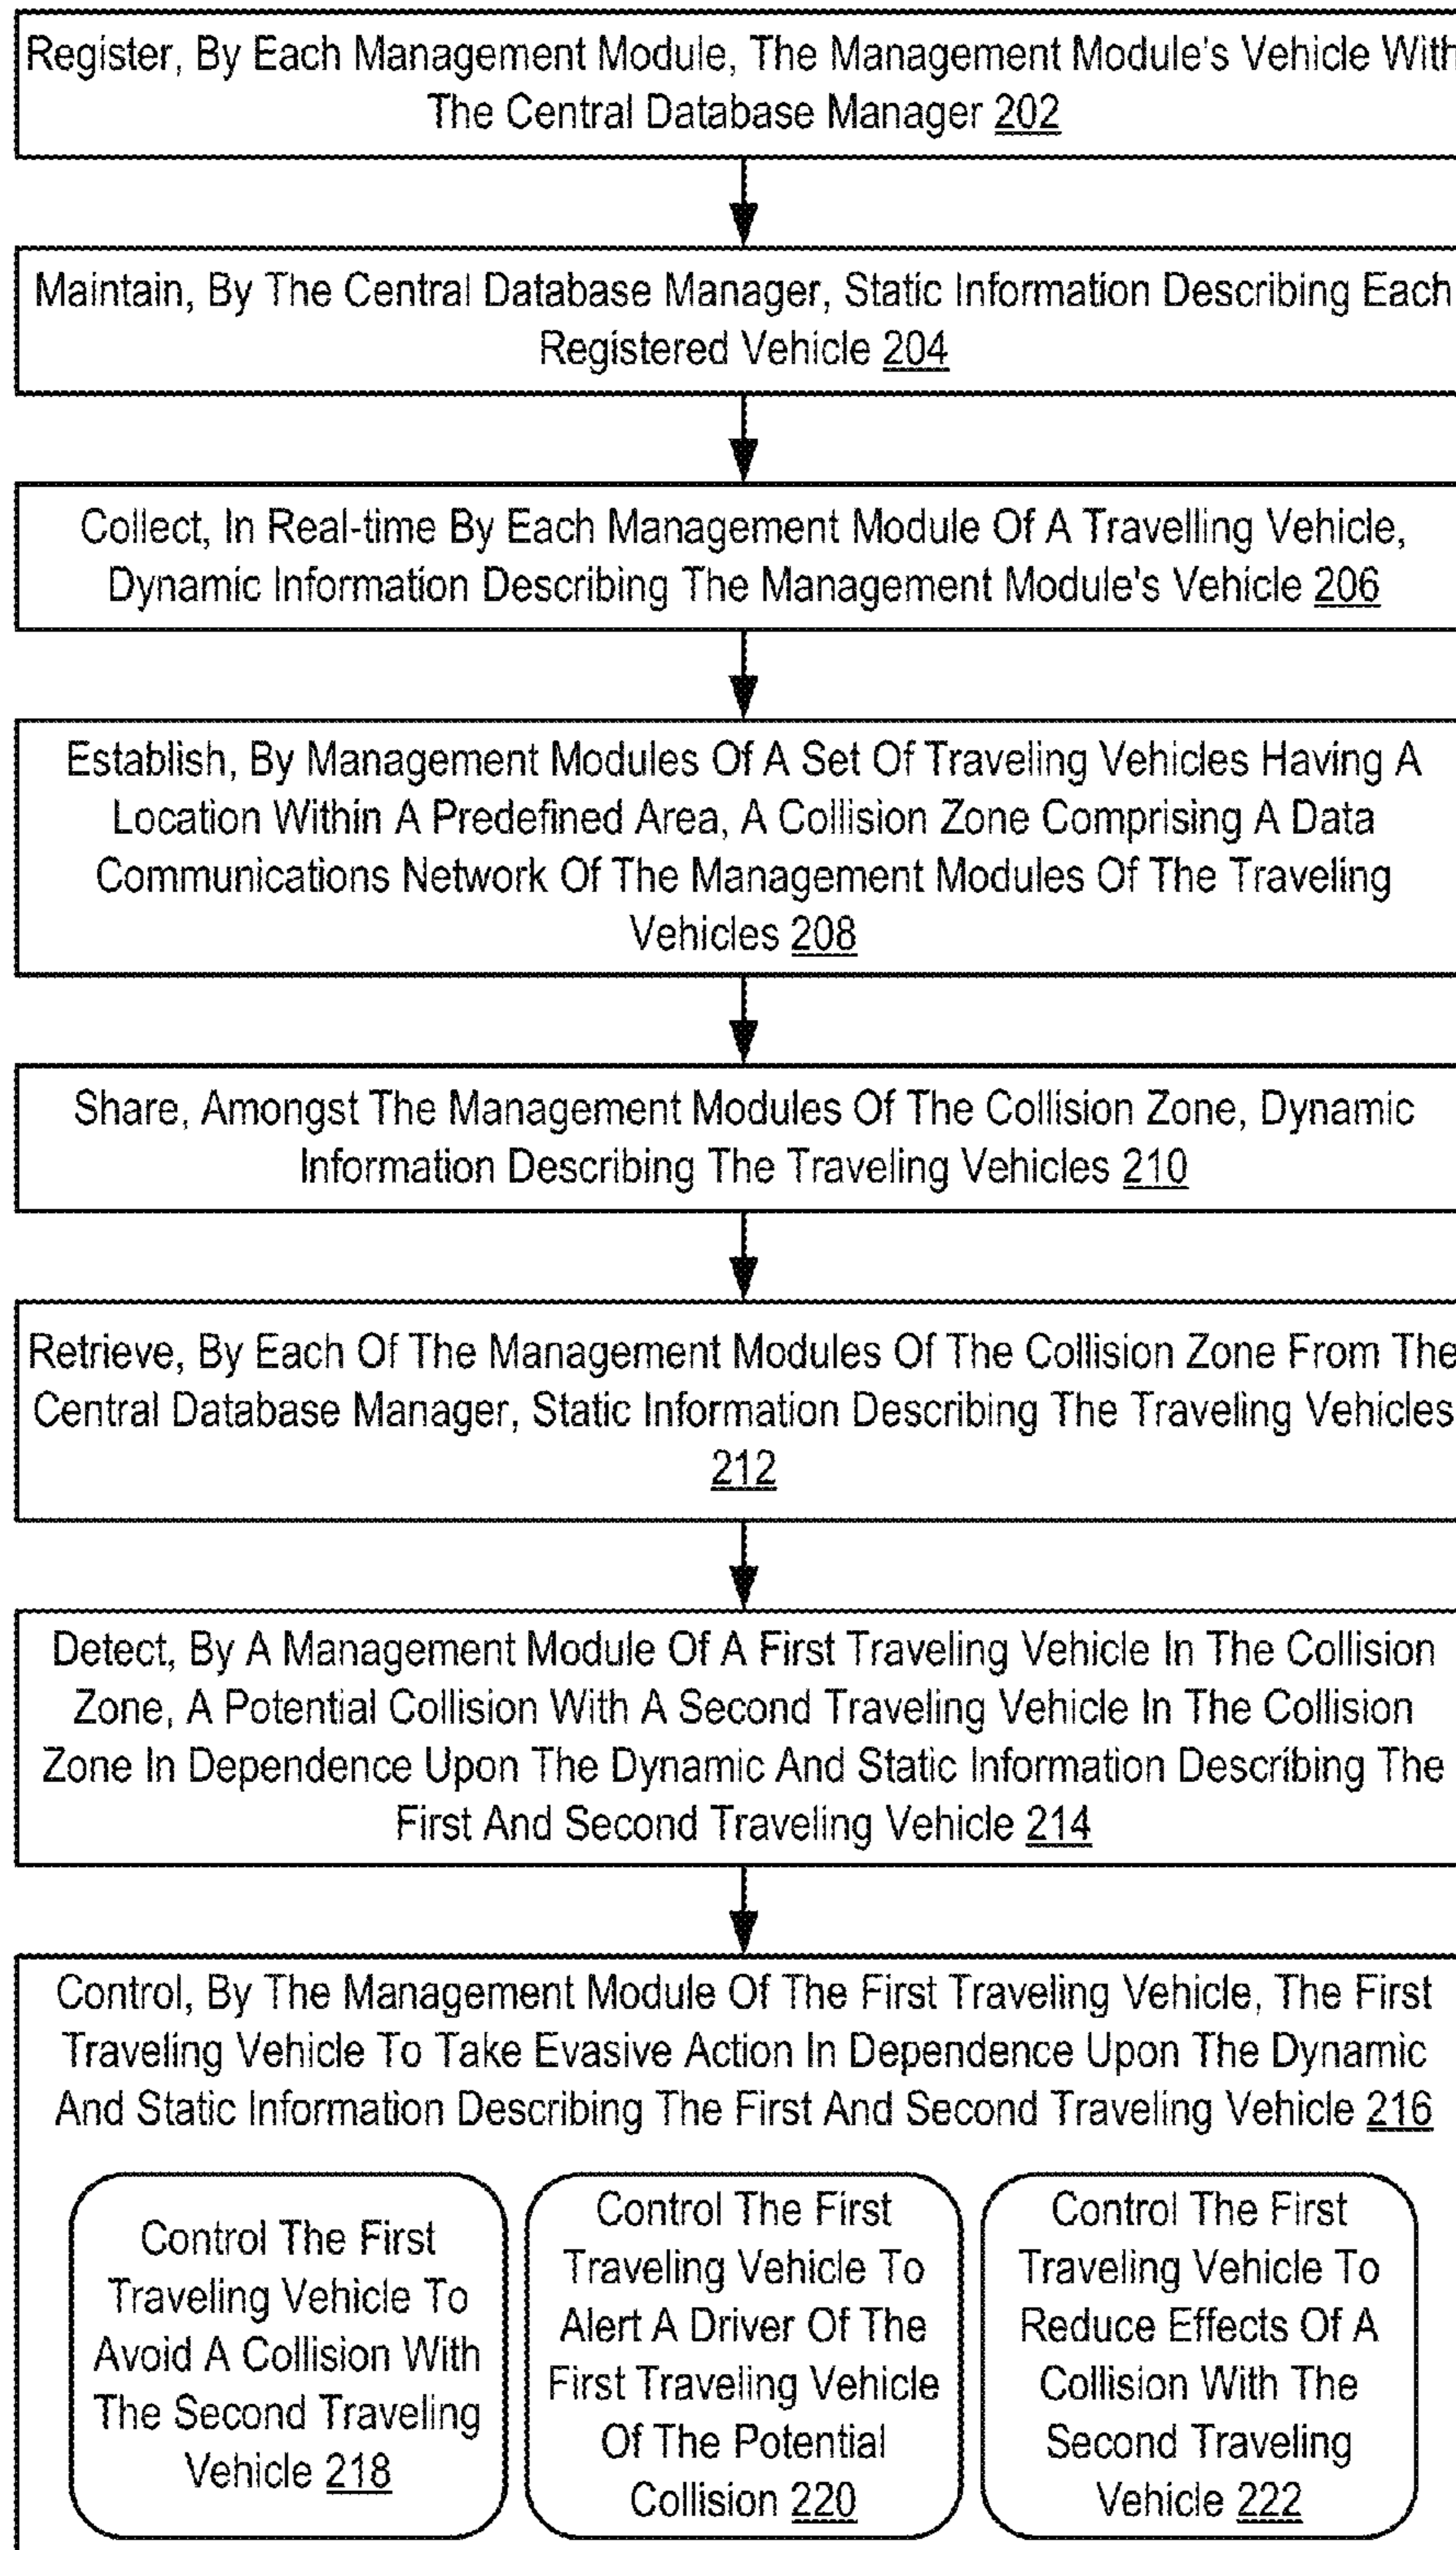 Register, By Each Management Module, The Management Module's Vehicle With
The Central Database Manager 202
Maintain, By The Central Database Manager, Static Information Describing Each
Registered Vehicle 204
Collect, In Real-time By Each Management Module Of A Travelling Vehicle,
Dynamic Information Describing The Management Module's Vehicle 206
Establish, By Management Modules Of A Set Of Traveling Vehicles Having A
Location Within A Predefined Area, A Collision Zone Comprising A Data
Communications Network Of The Management Modules Of The Traveling
Vehicles 208
Share, Amongst The Management Modules Of The Collision Zone, Dynamic
Information Describing The Traveling Vehicles 210
Retrieve, By Each Of The Management Modules Of The Collision Zone From The
Central Database Manager, Static Information Describing The Traveling Vehicles
212
Detect, By A Management Module Of A First Traveling Vehicle In The Collision
Zone, A Potential Collision With A Second Traveling Vehicle In The Collision
Zone In Dependence Upon The Dynamic And Static Information Describing The
First And Second Traveling Vehicle 214
Control, By The Management Module Of The First Traveling Vehicle, The First
Traveling Vehicle To Take Evasive Action In Dependence Upon The Dynamic
And Static Information Describing The First And Second Traveling Vehicle 216
Control The First
Traveling Vehicle To
Avoid A Collision With
The Second Traveling
Vehicle 218
Control The First
Traveling Vehicle To
Alert A Driver Of The
First Traveling Vehicle
Of The Potential
Collision 220
Control The First
Traveling Vehicle To
Reduce Effects Of A
Collision With The
Second Traveling
Vehicle 222